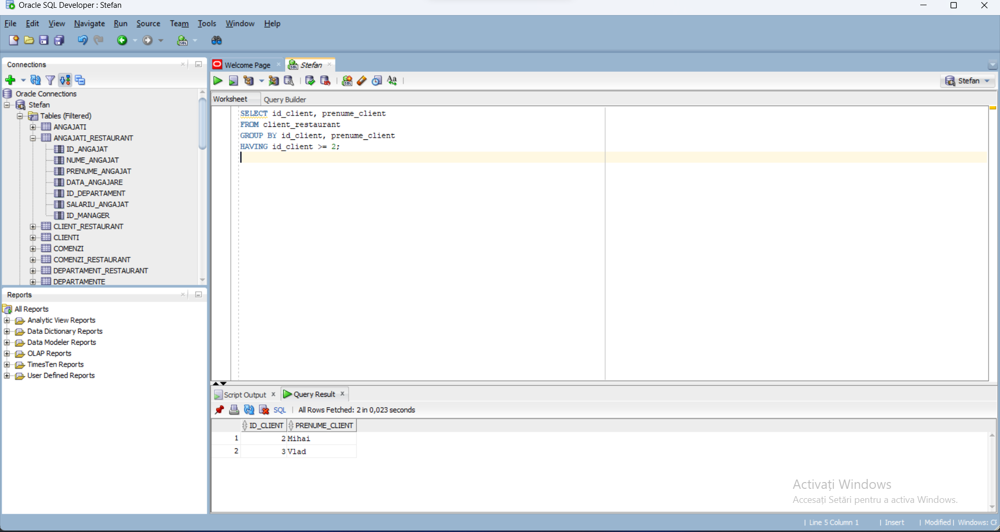 Oracle SQL Developer : Stefan
File Edit View Navigate Run Source Team Tools Window Help
Connections
Oracle Connections
Stefan
Tables (Filtered)
ANGAJATI
ANGAJATI_RESTAURANT
ID_ANGAJAT
NUME_ANGAJAT
PRENUME_ANGAJAT
DATA_ANGAJARE
ID_DEPARTAMENT
SALARIU_ANGAJAT
ID_MANAGER
CLIENT_RESTAURANT
CLIENTI
COMENZI
COMENZI_RESTAURANT
DEPARTAMENT_RESTAURANT
DEPARTAMENTE
Reports
All Reports
Analytic View Reports
Data Dictionary Reports
Data Modeler Reports
OLAP Reports
TimesTen Reports
User Defined Reports
Welcome Page Stefan
Stefan
Worksheet Query Builder
SELECT id_client, prenume_client
FROM client_restaurant
GROUP BY id_client, prenume_client
HAVING id_client >= 2;
Script Output Query Result
SQL | All Rows Fetched: 2 in 0,023 seconds
ID_CLIENT PRENUME_CLIENT
1 2 Mihai
2 3 Vlad
Activați Windows
Accesați Setări pentru a activa Windows.
| Line 5 Column 1 | Insert | Modified | Windows: